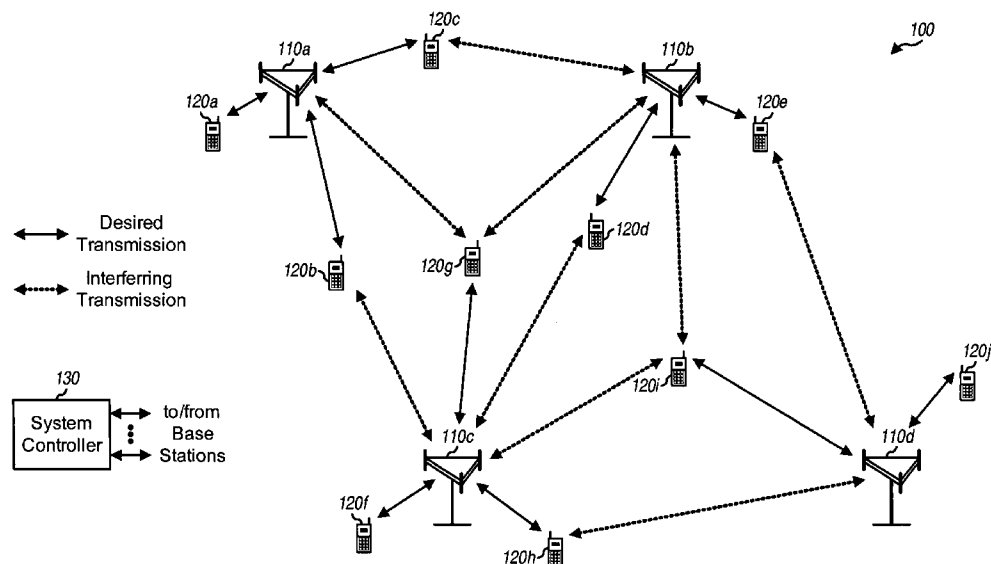 120c
100
110a
110b
120a
120e
Desired
Transmission
120d
120g
120b
Interferring
Transmission
120i
120j
130
System
Controller
to/from
Base
Stations
110c
110d
120f
120h